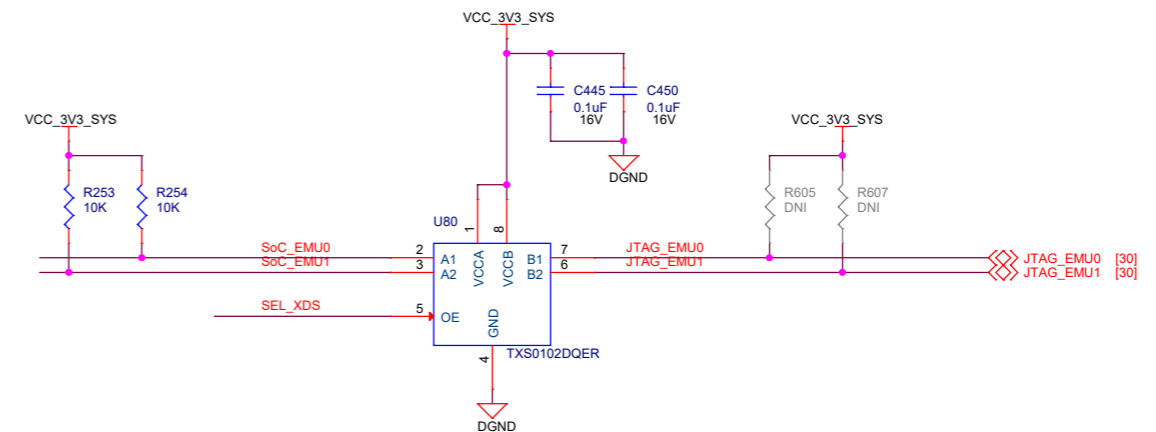 VCC_3V3_SYS
C445
0.1uF
16V
C450
0.1uF
16V
DGND
VCC_3V3_SYS
R253
10K
R254
10K
VCC_3V3_SYS
R605
DNI
R607
DNI
U80
1
8
VCCA
VCCB
SoC_EMU0
2
A1
SoC_EMU1
3
A2
B1
7
JTAG_EMU0
B2
6
JTAG_EMU1
JTAG_EMU0 [30]
JTAG_EMU1 [30]
SEL_XDS
5
OE
GND
4
TXS0102DQER
DGND